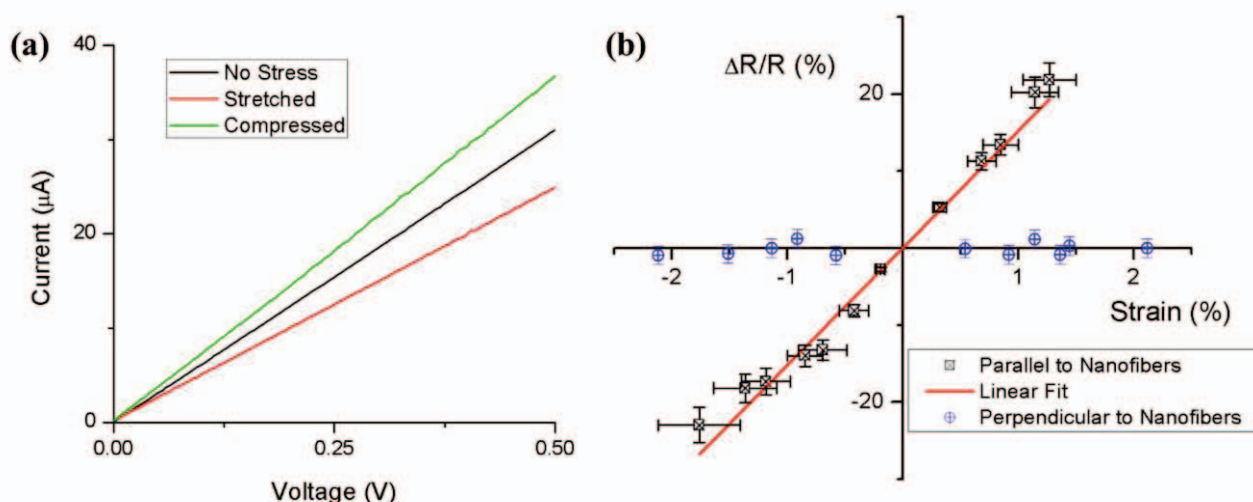 (a)
40
20
0
0.00
0.25
0.50
Current (μA)
Voltage (V)
No Stress
Stretched
Compressed
(b)
ΔR/R (%)
20
-2
-1
1
2
Strain (%)
-20
Parallel to Nanofibers
Linear Fit
Perpendicular to Nanofibers